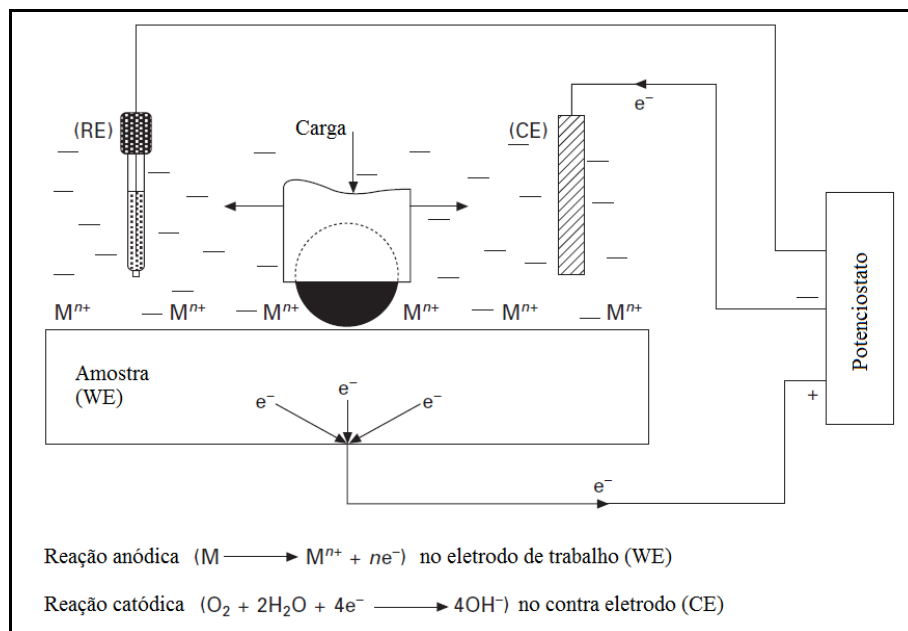 (RE)
Carga
(CE)
e⁻
Mⁿ⁺ Mⁿ⁺ Mⁿ⁺ Mⁿ⁺ Mⁿ⁺ Mⁿ⁺
Potenciostato
−
+
Amostra
(WE)
e⁻ e⁻ e⁻
e⁻
Reação anódica (M ⟶ Mⁿ⁺ + ne⁻) no eletrodo de trabalho (WE)
Reação catódica (O₂ + 2H₂O + 4e⁻ ⟶ 4OH⁻) no contra eletrodo (CE)